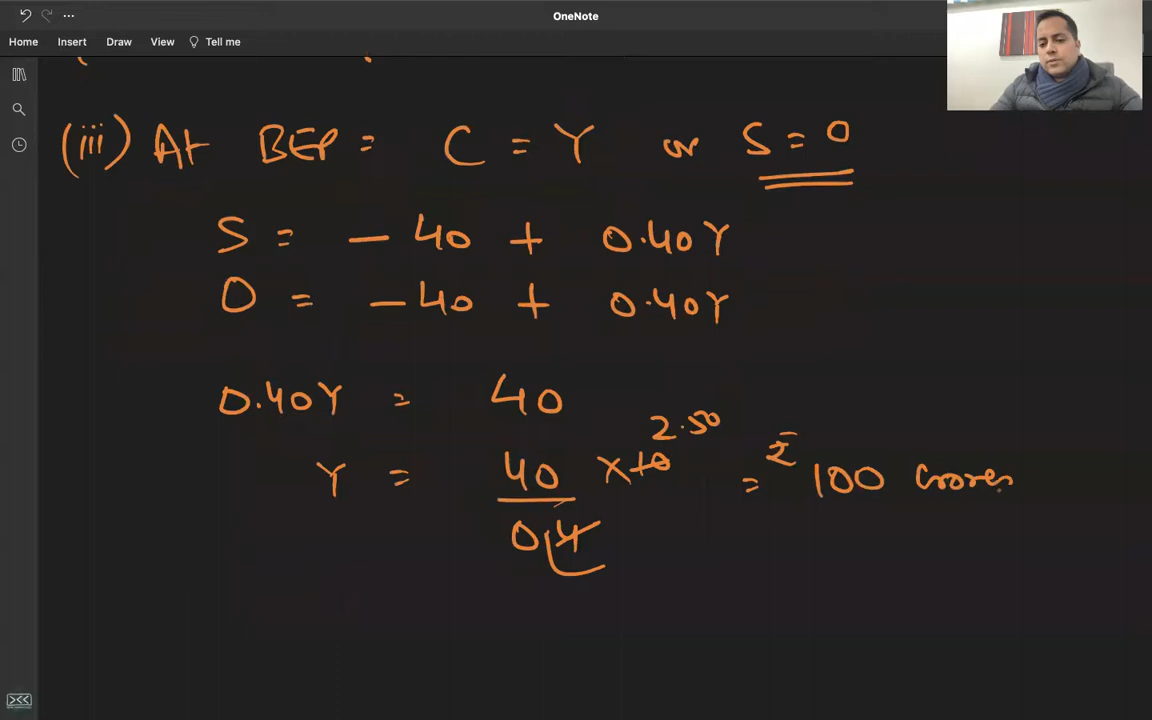 OneNote
Home Insert Draw View Tell me
(iii) At BEP = C = Y or S = 0
S = - 40 + 0.40Y
0 = - 40 + 0.40Y
0.40Y = 40
2.50
Y = 40 × 10 = ₹ 100 crores
0.4